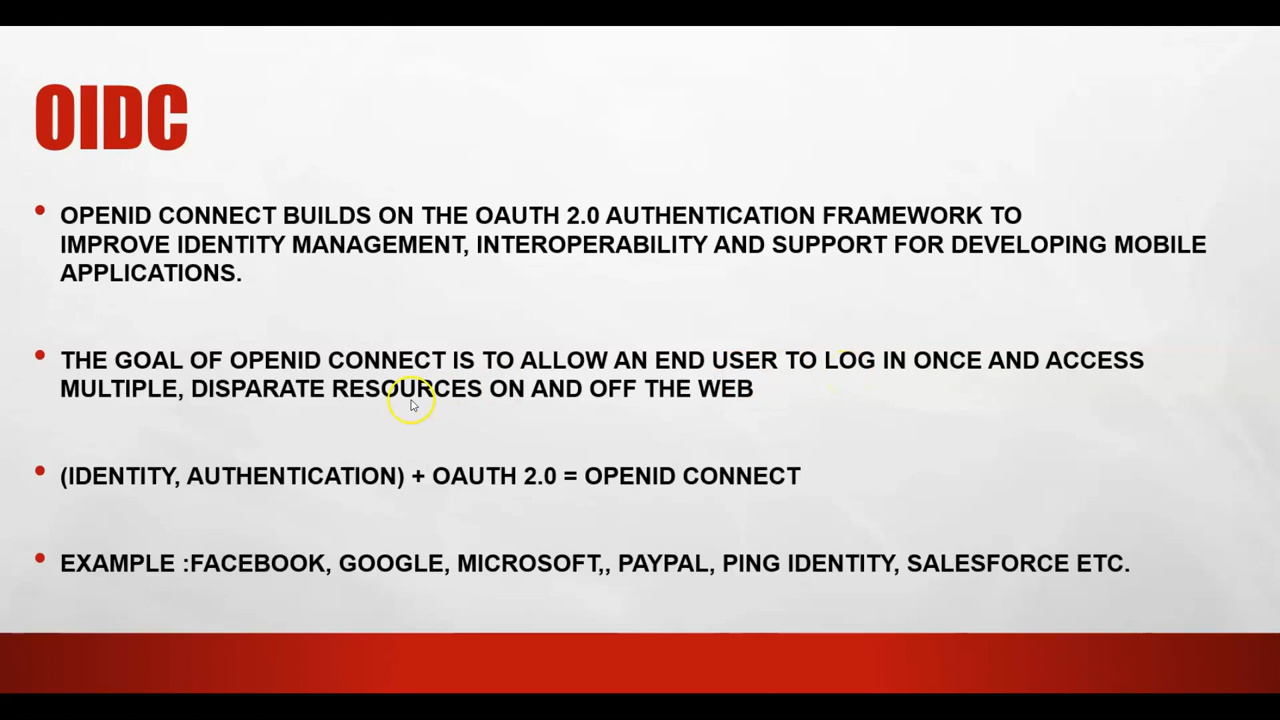 OIDC
• OPENID CONNECT BUILDS ON THE OAUTH 2.0 AUTHENTICATION FRAMEWORK TO
IMPROVE IDENTITY MANAGEMENT, INTEROPERABILITY AND SUPPORT FOR DEVELOPING MOBILE
APPLICATIONS.
• THE GOAL OF OPENID CONNECT IS TO ALLOW AN END USER TO LOG IN ONCE AND ACCESS
MULTIPLE, DISPARATE RESOURCES ON AND OFF THE WEB
• (IDENTITY, AUTHENTICATION) + OAUTH 2.0 = OPENID CONNECT
• EXAMPLE :FACEBOOK, GOOGLE, MICROSOFT,, PAYPAL, PING IDENTITY, SALESFORCE ETC.